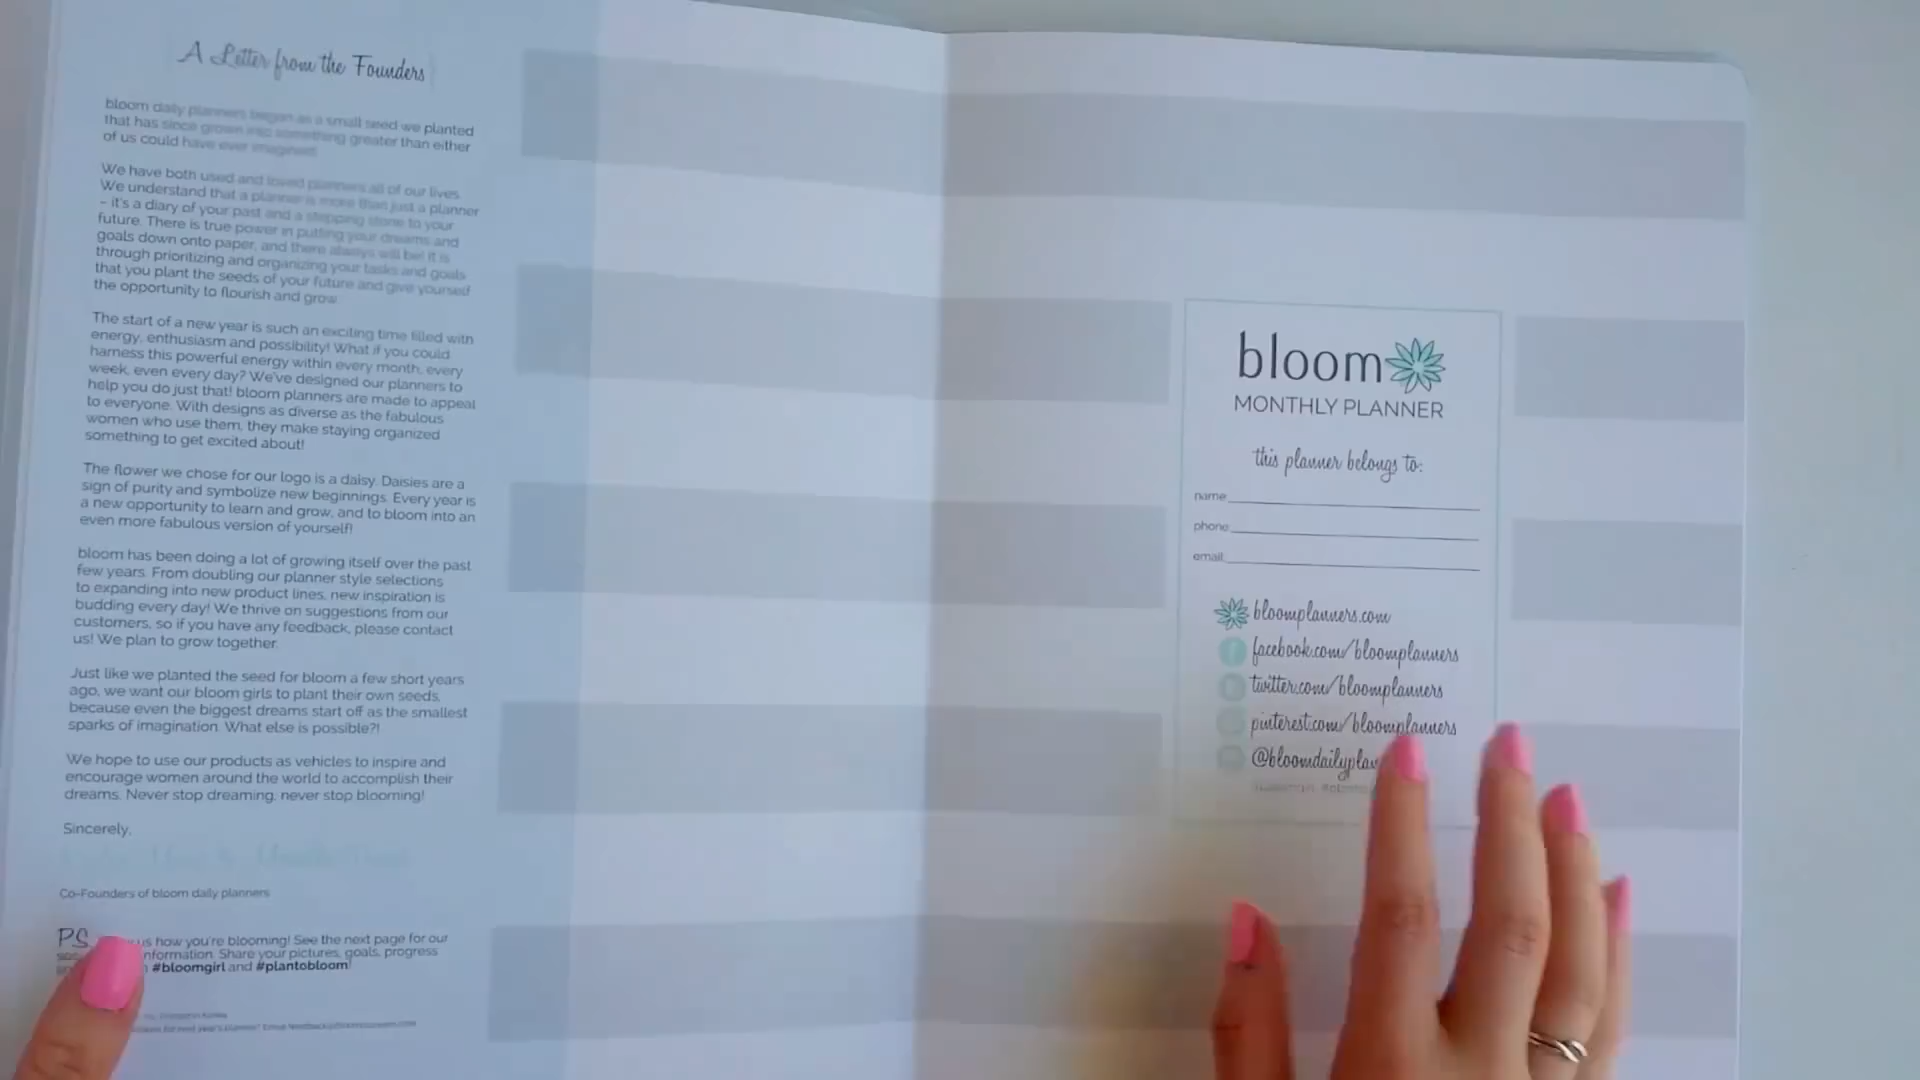 A Letter from the Founders
bloom daily planners began as a small seed we planted
that has since grown into something greater than either
of us could have ever imagined.
We have both used and loved planners all of our lives.
We understand that a planner is more than just a planner
– it's a diary of your past and a stepping stone to your
future. There is true power in putting your dreams and
goals down onto paper, and there always will be! It is
through prioritizing and organizing your tasks and goals
that you plant the seeds of your future and give yourself
the opportunity to flourish and grow.
The start of a new year is such an exciting time filled with
energy, enthusiasm and possibility! What if you could
harness this powerful energy within every month, every
week, even every day? We've designed our planners to
help you do just that! bloom planners are made to appeal
to everyone. With designs as diverse as the fabulous
women who use them, they make staying organized
something to get excited about!
The flower we chose for our logo is a daisy. Daisies are a
sign of purity and symbolize new beginnings. Every year is
a new opportunity to learn and grow, and to bloom into an
even more fabulous version of yourself!
bloom has been doing a lot of growing itself over the past
few years. From doubling our planner style selections
to expanding into new product lines, new inspiration is
budding every day! We thrive on suggestions from our
customers, so if you have any feedback, please contact
us! We plan to grow together.
Just like we planted the seed for bloom a few short years
ago, we want our bloom girls to plant their own seeds,
because even the biggest dreams start off as the smallest
sparks of imagination. What else is possible?!
We hope to use our products as vehicles to inspire and
encourage women around the world to accomplish their
dreams. Never stop dreaming, never stop blooming!
Sincerely,
Co-Founders of bloom daily planners
PS us how you're blooming! See the next page for our
information. Share your pictures, goals, progress
#bloomgirl and #plantobloom!
bloom
MONTHLY PLANNER
this planner belongs to:
name
phone
email
bloomplanners.com
facebook.com/bloomplanners
twitter.com/bloomplanners
pinterest.com/bloomplanners
@bloomdailyplan